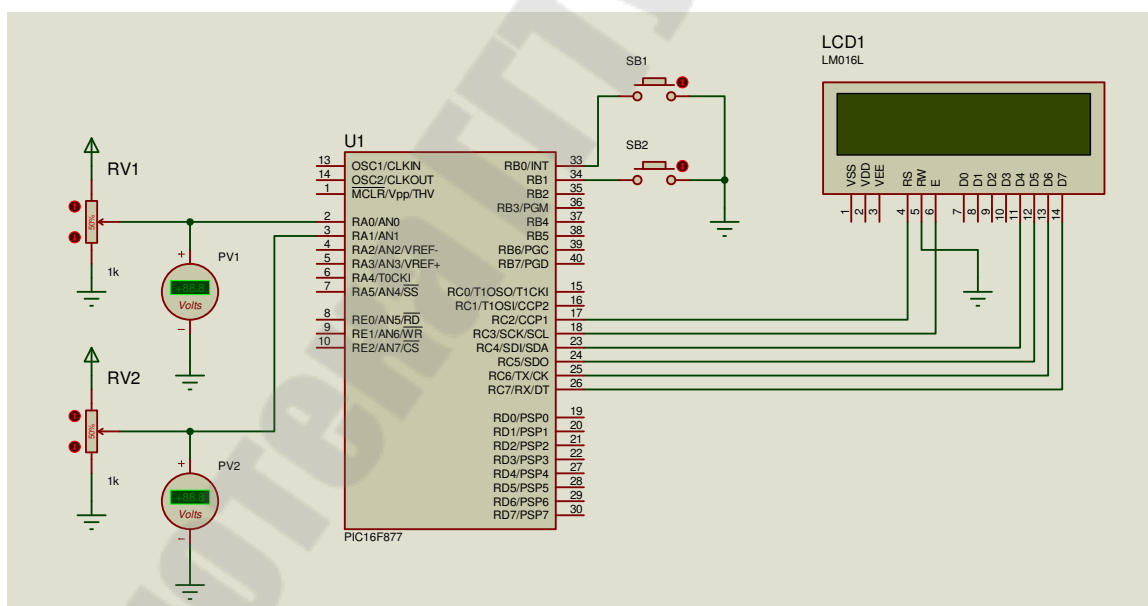 LCD1
LM016L
VSS
VDD
VEE
RS
RW
E
D0
D1
D2
D3
D4
D5
D6
D7
1
2
3
4
5
6
7
8
9
10
11
12
13
14
SB1
SB2
RV1
50%
1k
PV1
+88.8
Volts
RV2
50%
1k
PV2
+88.8
Volts
U1
13 OSC1/CLKIN
14 OSC2/CLKOUT
1 MCLR/Vpp/THV
2 RA0/AN0
3 RA1/AN1
4 RA2/AN2/VREF-
5 RA3/AN3/VREF+
6 RA4/T0CKI
7 RA5/AN4/SS
8 RE0/AN5/RD
9 RE1/AN6/WR
10 RE2/AN7/CS
RB0/INT 33
RB1 34
RB2 35
RB3/PGM 36
RB4 37
RB5 38
RB6/PGC 39
RB7/PGD 40
RC0/T1OSO/T1CKI 15
RC1/T1OSI/CCP2 16
RC2/CCP1 17
RC3/SCK/SCL 18
RC4/SDI/SDA 23
RC5/SDO 24
RC6/TX/CK 25
RC7/RX/DT 26
RD0/PSP0 19
RD1/PSP1 20
RD2/PSP2 21
RD3/PSP3 22
RD4/PSP4 27
RD5/PSP5 28
RD6/PSP6 29
RD7/PSP7 30
PIC16F877